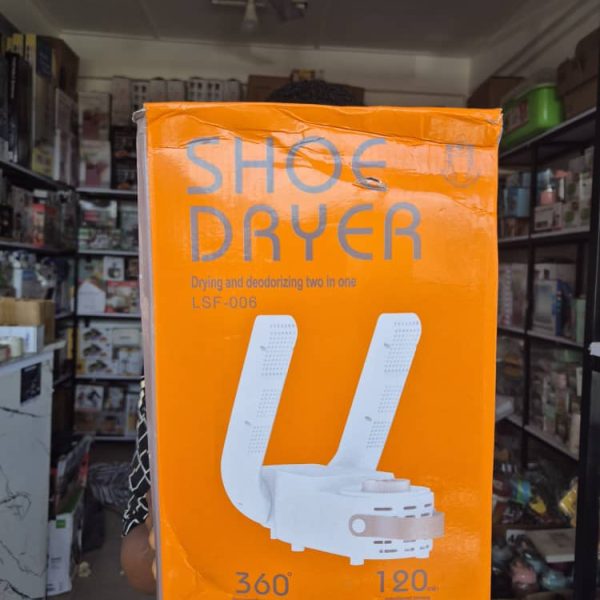 SHOE
DRYER
Drying and deodorizing two in one
LSF-006
360°
120